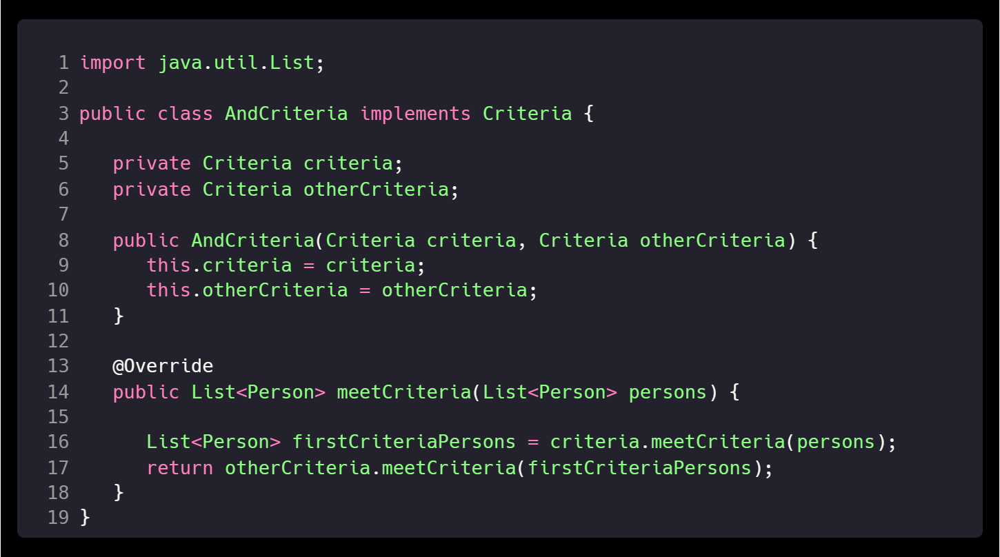 1 import java.util.List;
2
3 public class AndCriteria implements Criteria {
4
5    private Criteria criteria;
6    private Criteria otherCriteria;
7
8    public AndCriteria(Criteria criteria, Criteria otherCriteria) {
9       this.criteria = criteria;
10       this.otherCriteria = otherCriteria;
11    }
12
13    @Override
14    public List<Person> meetCriteria(List<Person> persons) {
15
16       List<Person> firstCriteriaPersons = criteria.meetCriteria(persons);
17       return otherCriteria.meetCriteria(firstCriteriaPersons);
18    }
19 }